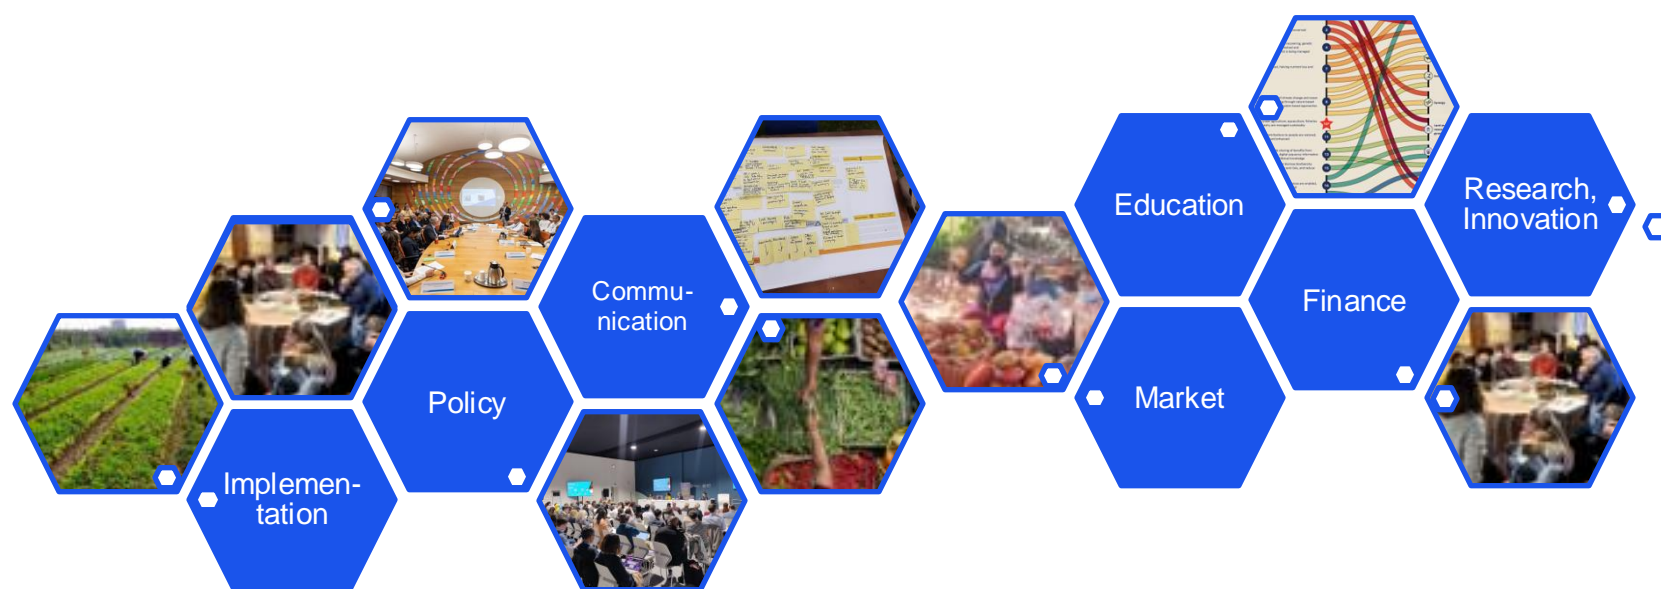 Implemen-
tation
Policy
Commu-
nication
Education
Market
Finance
Research,
Innovation